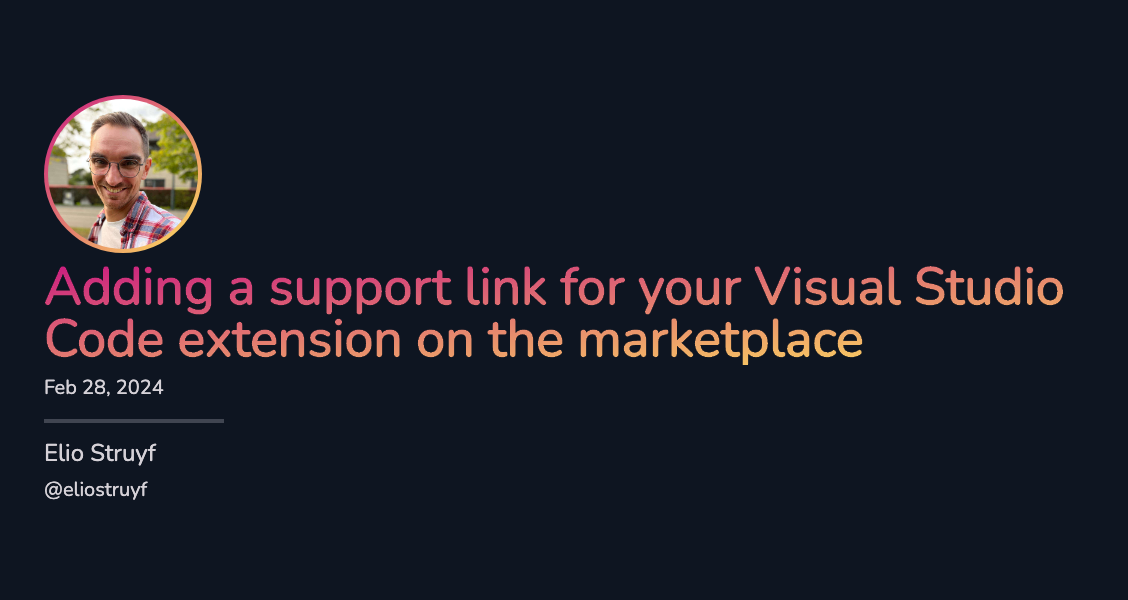 Adding a support link for your Visual Studio
Code extension on the marketplace
Feb 28, 2024
Elio Struyf
@eliostruyf